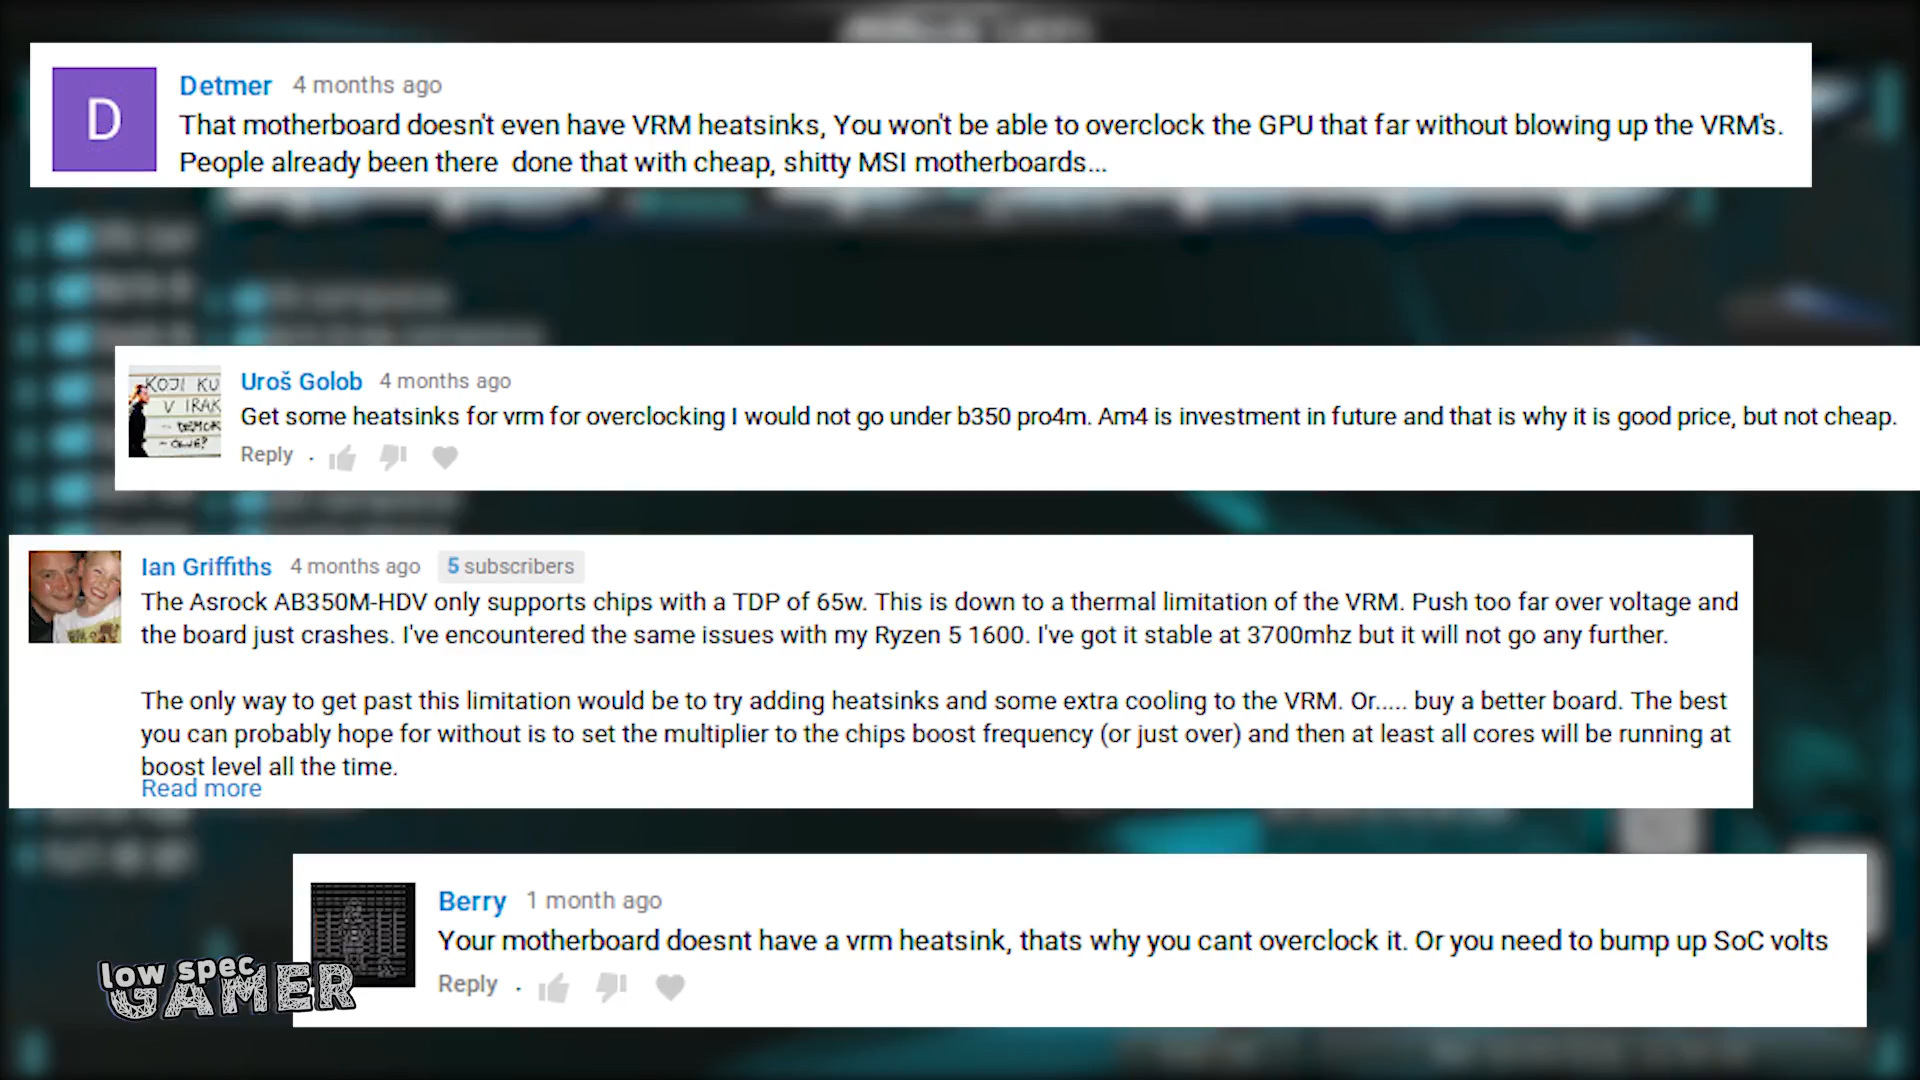 D
Detmer 4 months ago
That motherboard doesn't even have VRM heatsinks, You won't be able to overclock the GPU that far without blowing up the VRM's.
People already been there  done that with cheap, shitty MSI motherboards...
KOJI KU
V IRAK
Uroš Golob 4 months ago
Get some heatsinks for vrm for overclocking I would not go under b350 pro4m. Am4 is investment in future and that is why it is good price, but not cheap.
Reply
Ian Griffiths 4 months ago 5 subscribers
The Asrock AB350M-HDV only supports chips with a TDP of 65w. This is down to a thermal limitation of the VRM. Push too far over voltage and
the board just crashes. I've encountered the same issues with my Ryzen 5 1600. I've got it stable at 3700mhz but it will not go any further.
The only way to get past this limitation would be to try adding heatsinks and some extra cooling to the VRM. Or..... buy a better board. The best
you can probably hope for without is to set the multiplier to the chips boost frequency (or just over) and then at least all cores will be running at
boost level all the time.
Read more
Berry 1 month ago
Your motherboard doesnt have a vrm heatsink, thats why you cant overclock it. Or you need to bump up SoC volts
Reply
low spec
GAMER